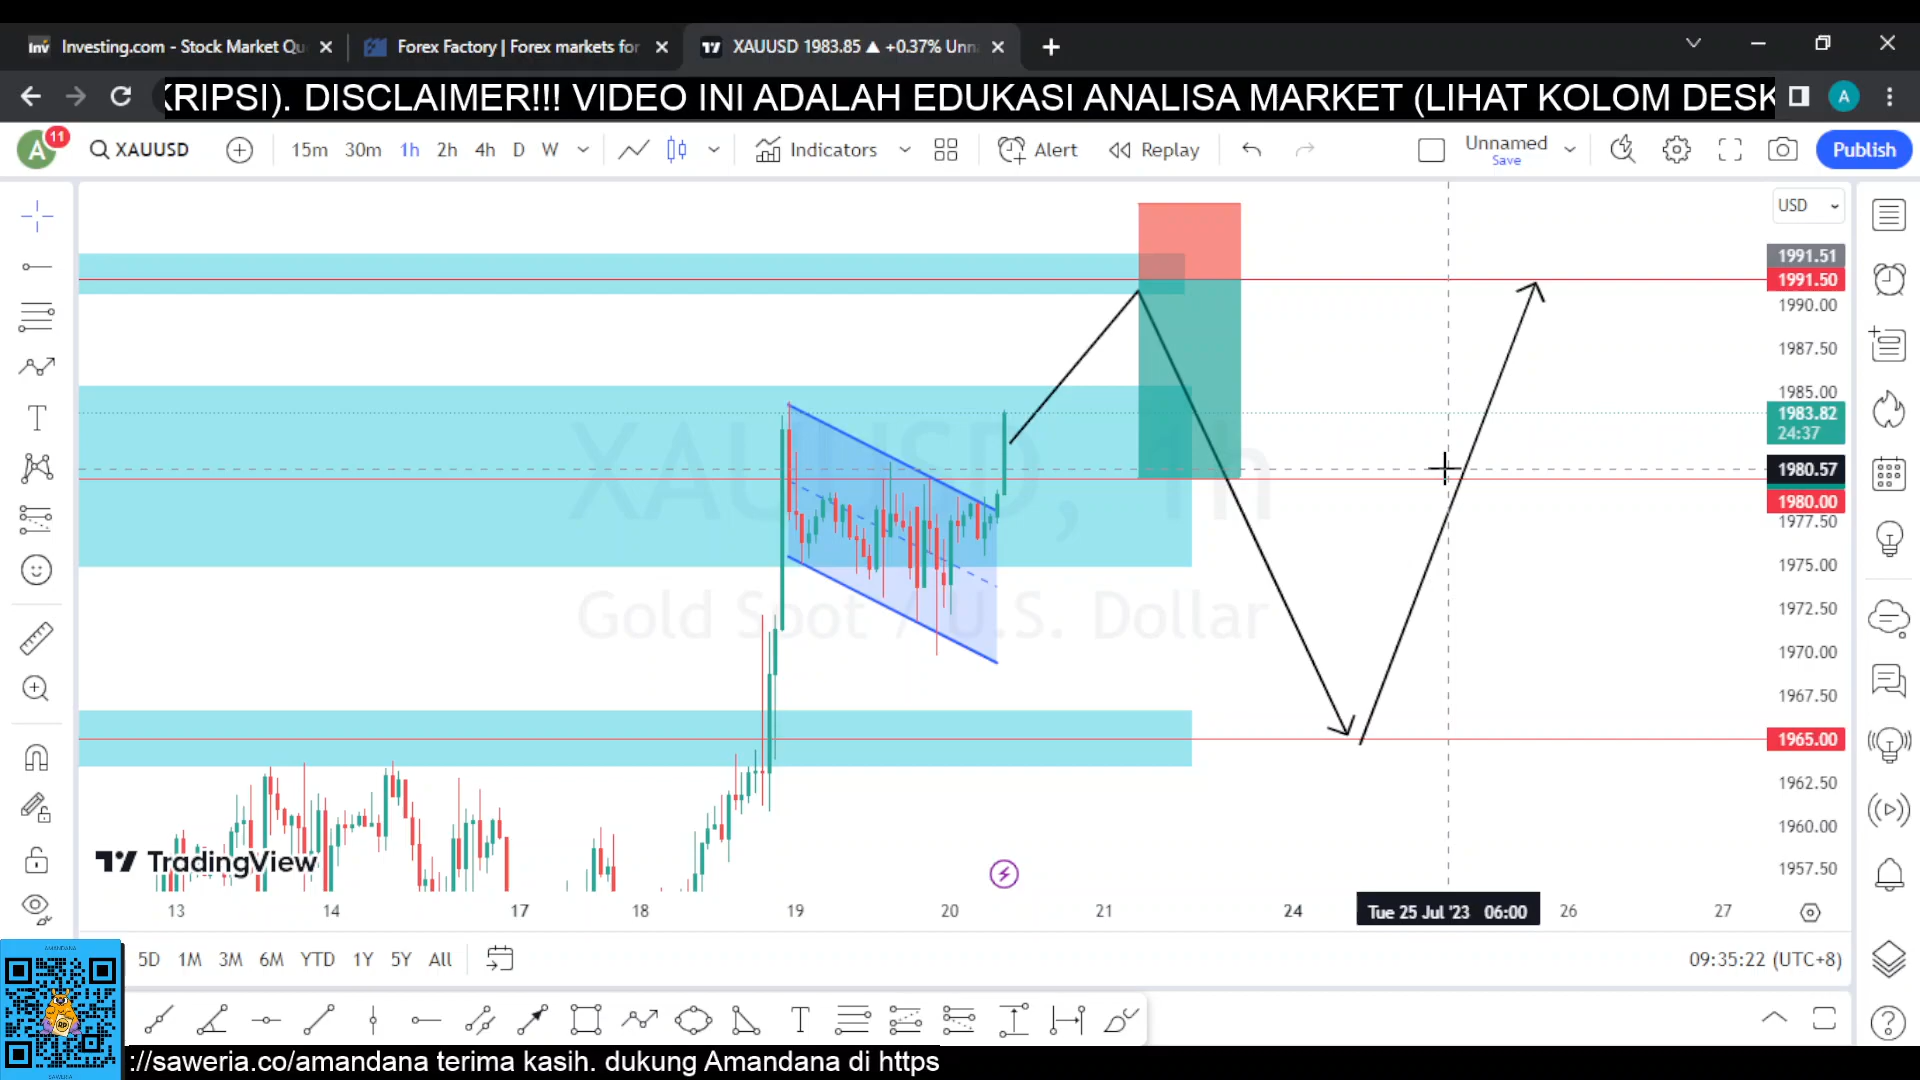 Investing.com - Stock Market Qu
Forex Factory | Forex markets for
XAUUSD 1983.85 ▲ +0.37% Unn
KRIPSI). DISCLAIMER!!! VIDEO INI ADALAH EDUKASI ANALISA MARKET (LIHAT KOLOM DESK
A
A
11
XAUUSD
15m 30m 1h 2h 4h D W
Indicators
Alert
Replay
Unnamed
Save
Publish
USD
1991.51
1991.50
1990.00
1987.50
1985.00
1983.82
24:37
1980.57
1980.00
1977.50
1975.00
1972.50
1970.00
1967.50
1965.00
1962.50
1960.00
1957.50
XAUUSD, 1h
Gold Spot / U.S. Dollar
TradingView
13 14 17 18 19 20 21 24 Tue 25 Jul '23 06:00 26 27
5D 1M 3M 6M YTD 1Y 5Y All
09:35:22 (UTC+8)
AMANDANA
SAWERIA
://saweria.co/amandana terima kasih. dukung Amandana di https